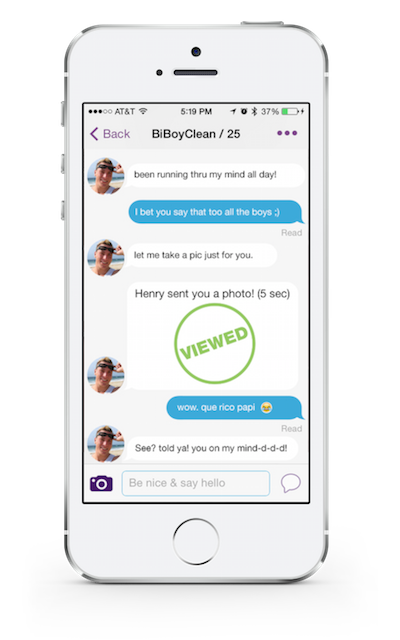 AT&T 5:19 PM 37%
Back BiBoyClean / 25
been running thru my mind all day!
I bet you say that too all the boys ;)
Read
let me take a pic just for you.
Henry sent you a photo! (5 sec)
VIEWED
wow. que rico papi 😄
Read
See? told ya! you on my mind-d-d-d!
Be nice & say hello